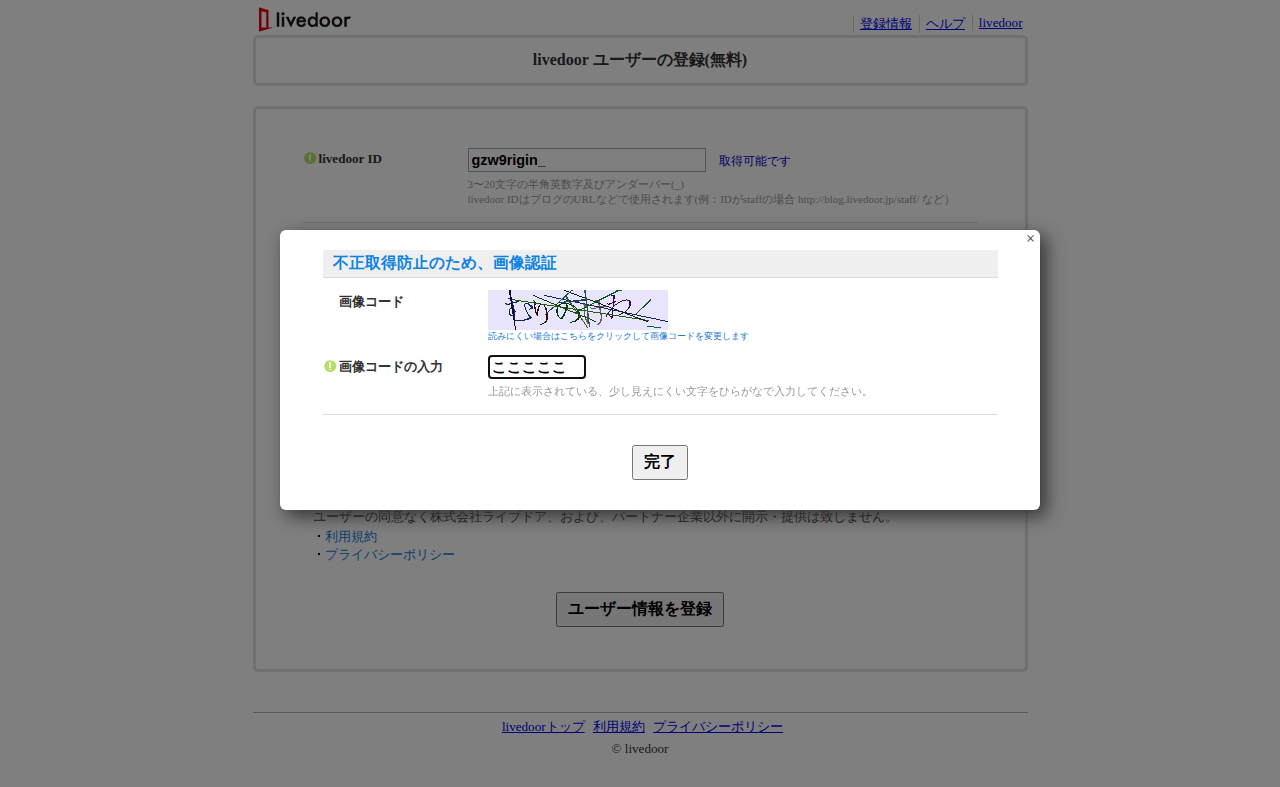 livedoor
登録情報 ヘルプ livedoor
livedoor ユーザーの登録(無料)
livedoor ID
gzw9rigin_ 取得可能です
3〜20文字の半角英数字及びアンダーバー(_)
livedoor IDはブログのURLなどで使用されます(例：IDがstaffの場合 http://blog.livedoor.jp/staff/ など)
×
不正取得防止のため、画像認証
画像コード
読みにくい場合はこちらをクリックして画像コードを変更します
画像コードの入力
こここここ
上記に表示されている、少し見えにくい文字をひらがなで入力してください。
完了
ユーザーの同意なく株式会社ライブドア、および、パートナー企業以外に開示・提供は致しません。
・利用規約
・プライバシーポリシー
ユーザー情報を登録
livedoorトップ 利用規約 プライバシーポリシー
© livedoor